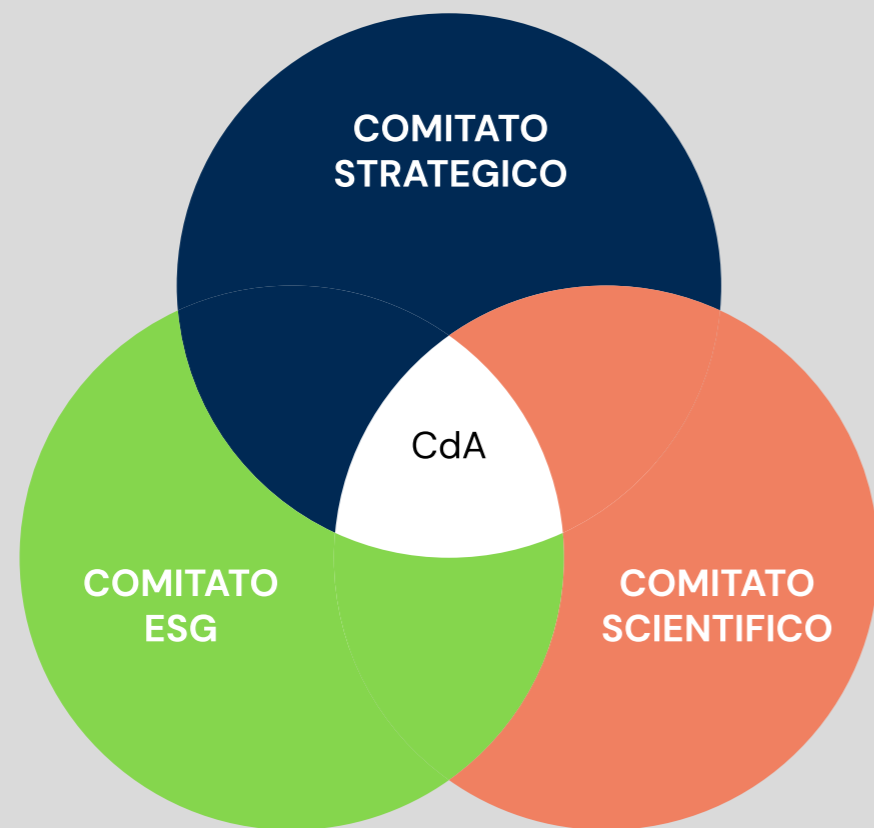 COMITATO
STRATEGICO
CdA
COMITATO
ESG
COMITATO
SCIENTIFICO